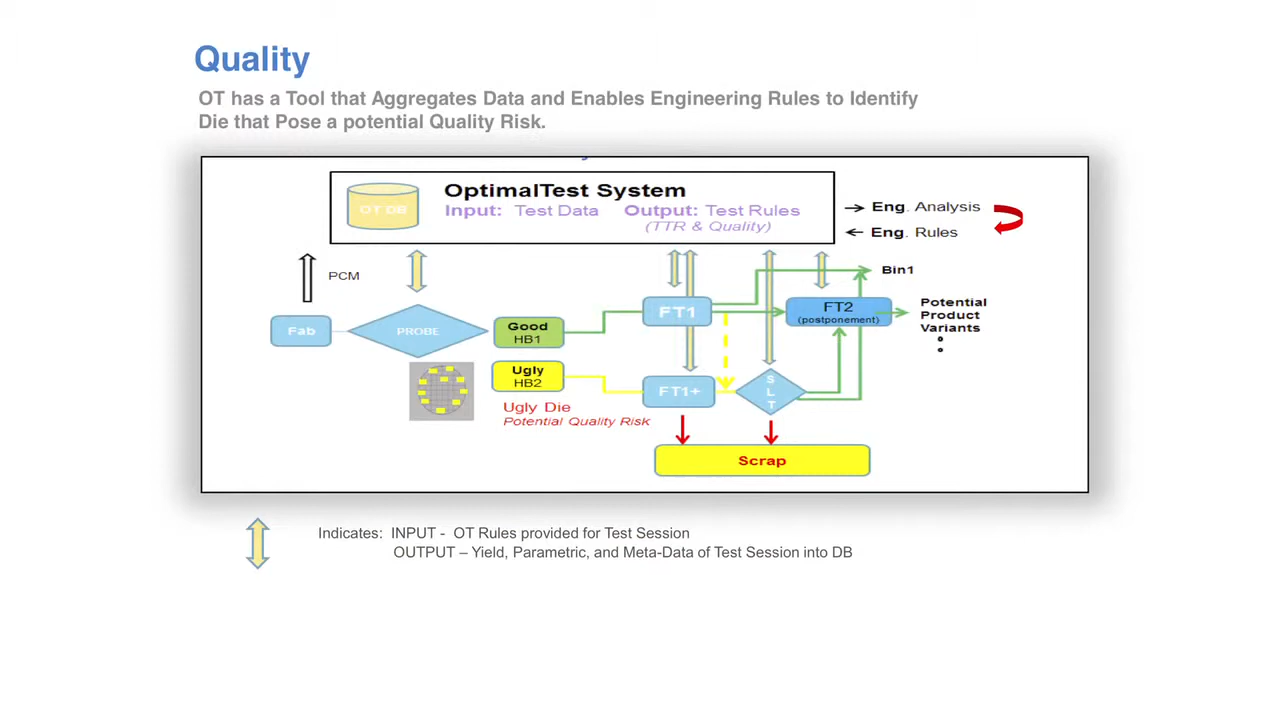 Quality
OT has a Tool that Aggregates Data and Enables Engineering Rules to Identify
Die that Pose a potential Quality Risk.
OT DB
OptimalTest System
Input: Test Data Output: Test Rules
(TTR & Quality)
Eng. Analysis
Eng. Rules
PCM
Bin1
Fab
PROBE
Good
HB1
FT1
FT2
(postponement)
Potential
Product
Variants
Ugly
HB2
FT1+
S
L
T
Ugly Die
Potential Quality Risk
Scrap
Indicates: INPUT - OT Rules provided for Test Session
OUTPUT – Yield, Parametric, and Meta-Data of Test Session into DB